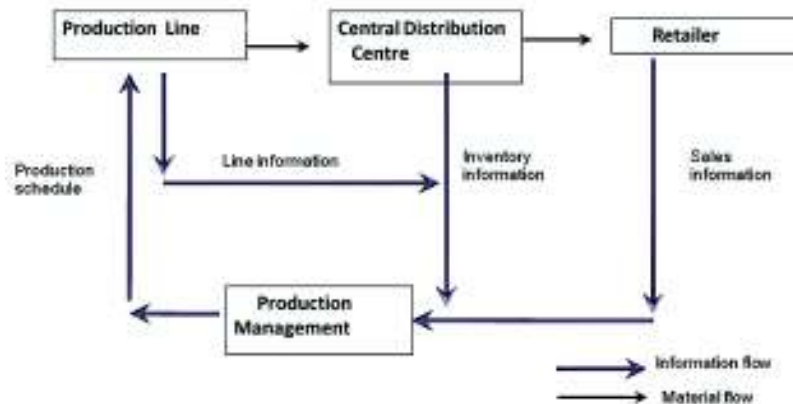 Production Line
Central Distribution
Centre
Retailer
Production
schedule
Line information
Inventory
information
Sales
information
Production
Management
Information flow
Material flow